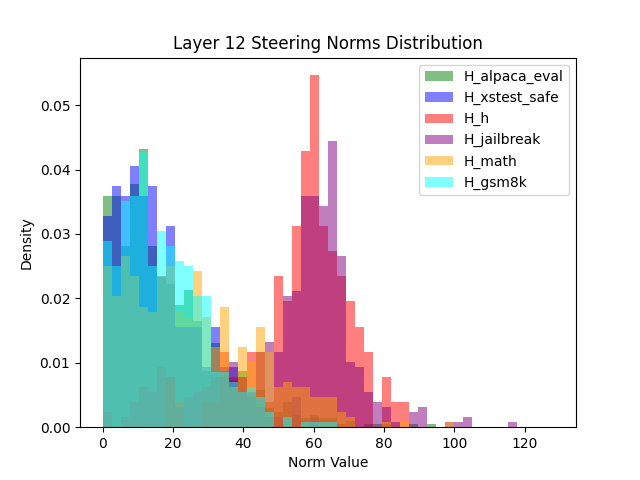 Layer 12 Steering Norms Distribution
H_alpaca_eval
H_xstest_safe
H_h
H_jailbreak
H_math
H_gsm8k
Density
0.05
0.04
0.03
0.02
0.01
0.00
0 20 40 60 80 100 120
Norm Value